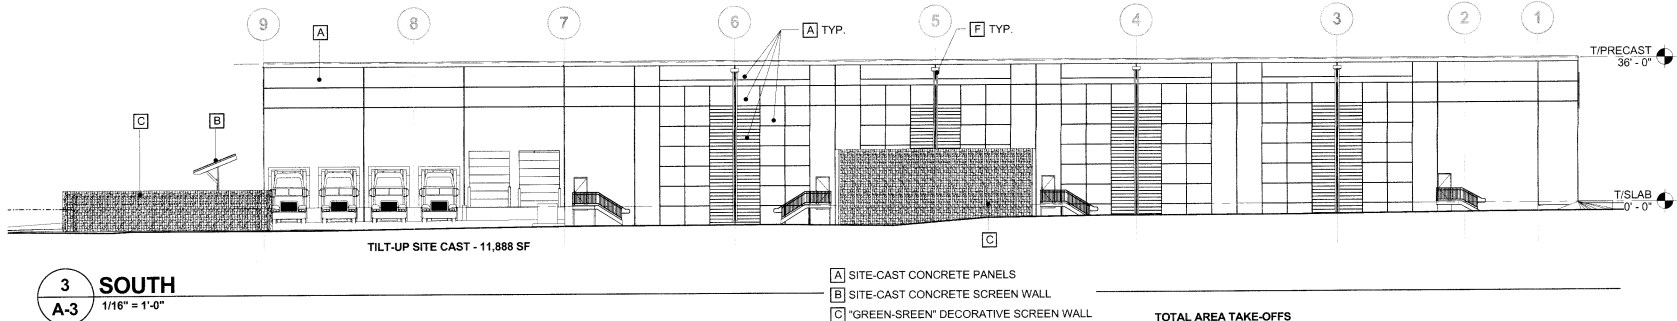 9 8 7 6 5 4 3 2 1
A
A TYP.
F TYP.
T/PRECAST
36' - 0"
C
B
T/SLAB
0' - 0"
C
TILT-UP SITE CAST - 11,888 SF
3
A-3
SOUTH
1/16" = 1'-0"
A SITE-CAST CONCRETE PANELS
B SITE-CAST CONCRETE SCREEN WALL
C "GREEN-SREEN" DECORATIVE SCREEN WALL
TOTAL AREA TAKE-OFFS